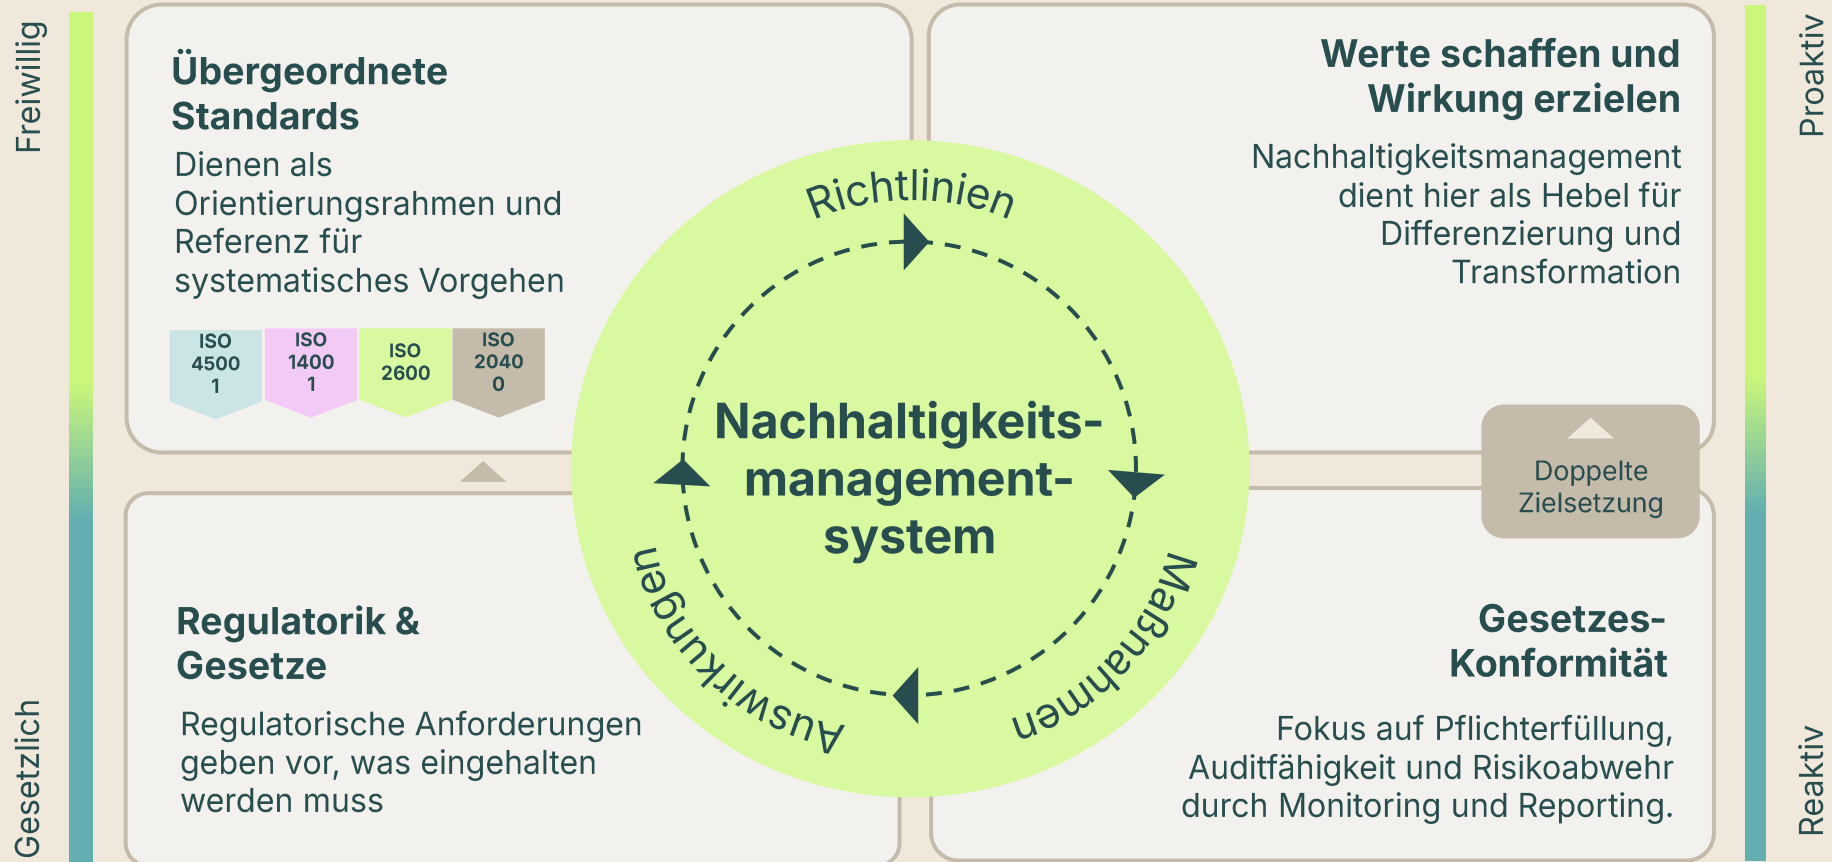 Freiwillig
Gesetzlich
Übergeordnete
Standards
Dienen als
Orientierungsrahmen und
Referenz für
systematisches Vorgehen
ISO
4500
1
ISO
1400
1
ISO
2600
ISO
2040
0
Werte schaffen und
Wirkung erzielen
Nachhaltigkeitsmanagement
dient hier als Hebel für
Differenzierung und
Transformation
Proaktiv
Reaktiv
Richtlinien
Nachhaltigkeits-
management-
system
Maßnahmen
Auswirkungen
Doppelte
Zielsetzung
Regulatorik &
Gesetze
Regulatorische Anforderungen
geben vor, was eingehalten
werden muss
Gesetzes-
Konformität
Fokus auf Pflichterfüllung,
Auditfähigkeit und Risikoabwehr
durch Monitoring und Reporting.